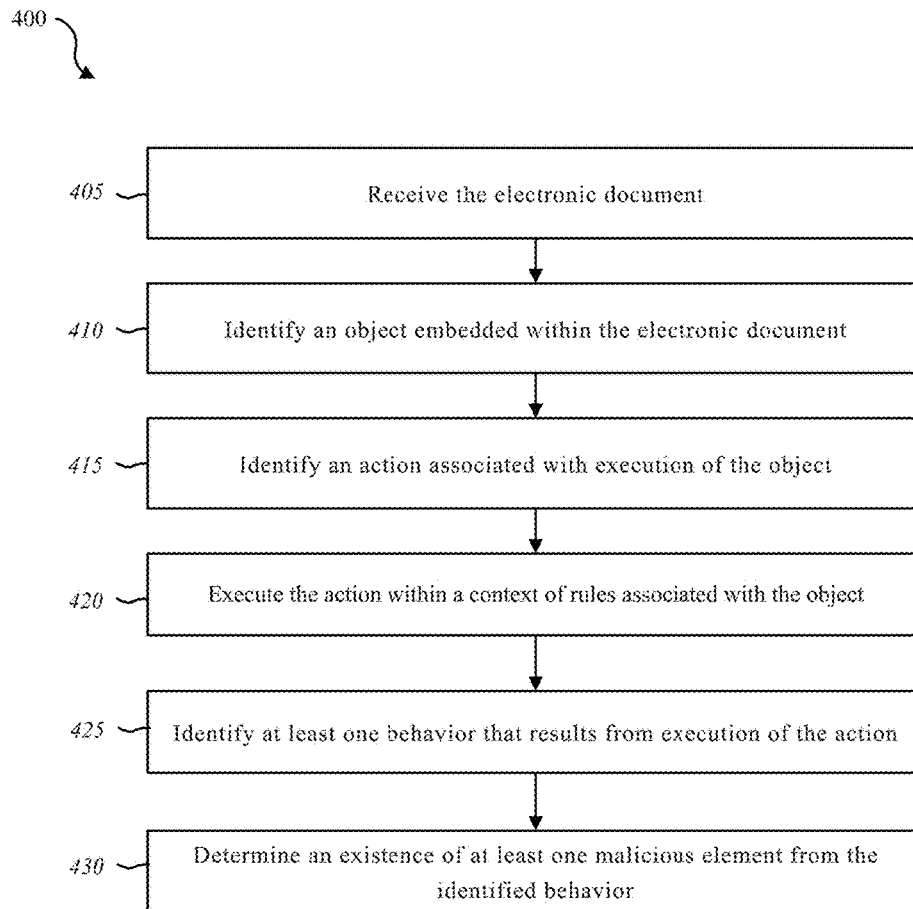 400
405
Receive the electronic document
410
Identify an object embedded within the electronic document
415
Identify an action associated with execution of the object
420
Execute the action within a context of rules associated with the object
425
Identify at least one behavior that results from execution of the action
430
Determine an existence of at least one malicious element from the
identified behavior